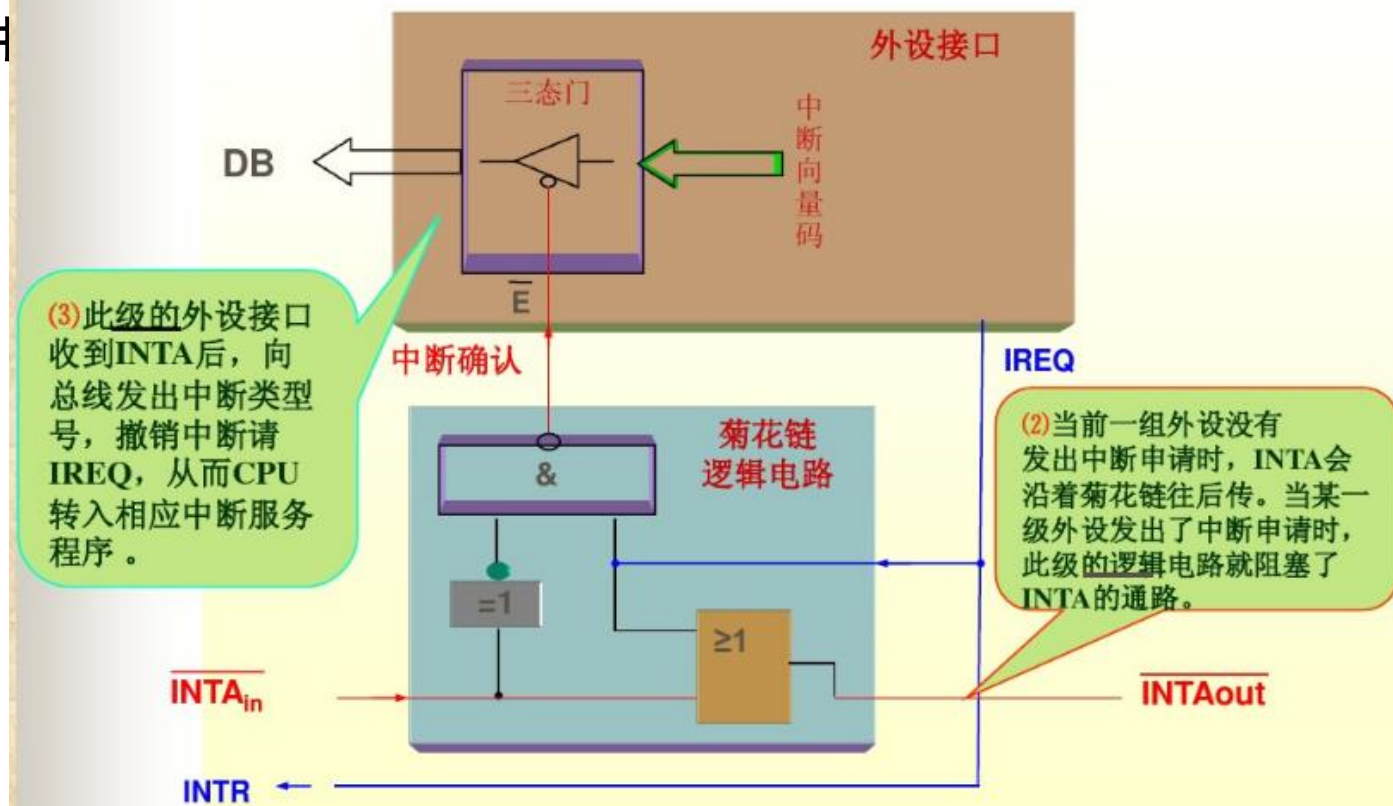 外设接口
三态门
中
断
向
量
码
DB
E
中断确认
IREQ
⑶此级的外设接口
收到INTA后，向
总线发出中断类型
号，撤销中断请
IREQ，从而CPU
转入相应中断服务
程序 。
菊花链
逻辑电路
&
=1
≥1
⑵当前一组外设没有
发出中断申请时，INTA会
沿着菊花链往后传。当某一
级外设发出了中断申请时，
此级的逻辑电路就阻塞了
INTA的通路。
INTAin
INTAout
INTR